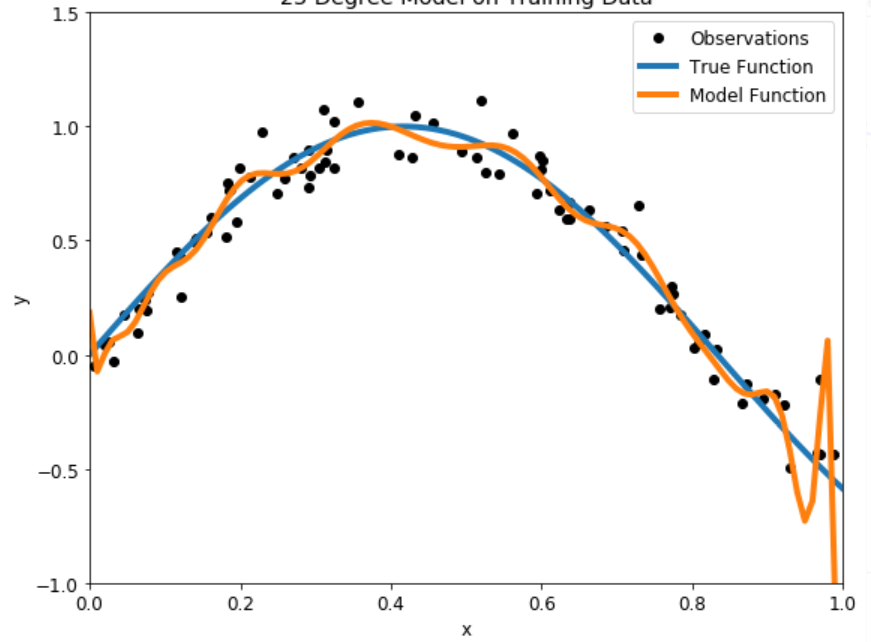 25 Degree Model on Training Data
1.5
1.0
0.5
0.0
−0.5
−1.0
y
Observations
True Function
Model Function
0.0 0.2 0.4 0.6 0.8 1.0
x